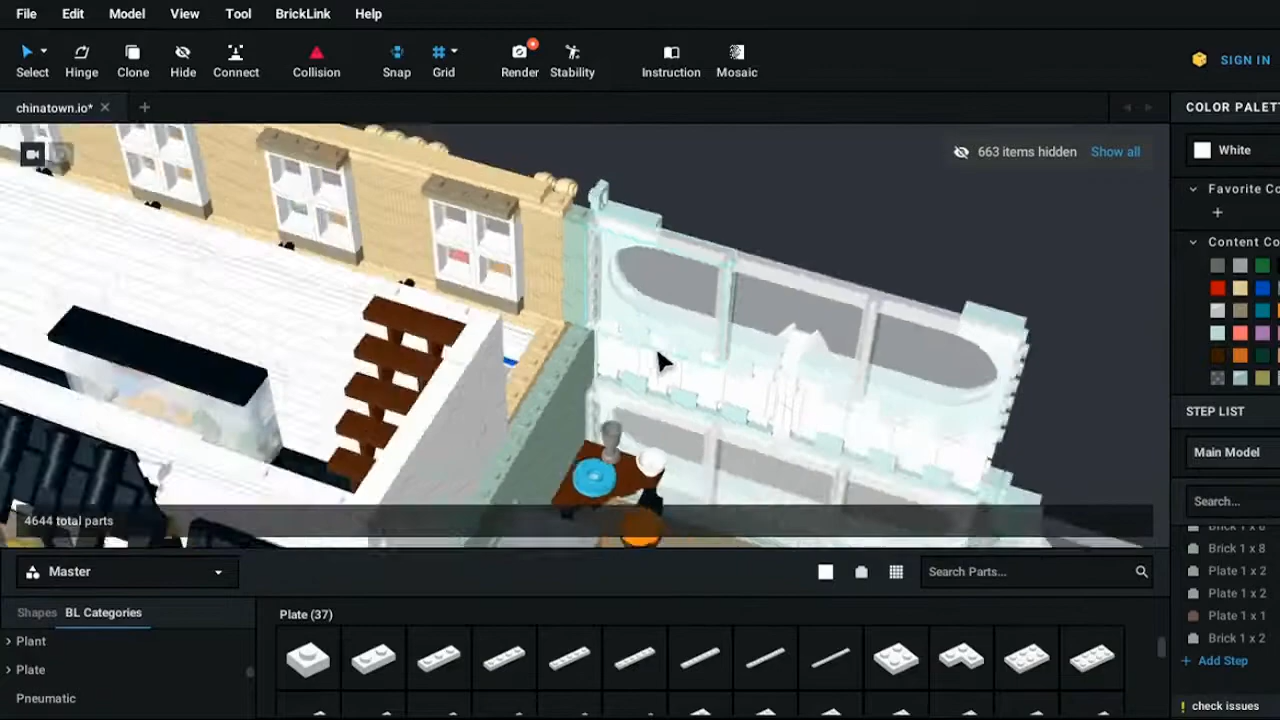 File Edit Model View Tool BrickLink Help
Select Hinge Clone Hide Connect Collision Snap Grid Render Stability Instruction Mosaic SIGN IN
chinatown.io* COLOR PALET
663 items hidden Show all
White
Favorite Co
Content Co
STEP LIST
Main Model
Search...
4644 total parts
Brick 1 x 8
Plate 1 x 2
Plate 1 x 2
Plate 1 x 1
Brick 1 x 2
Add Step
check issues
Master
Search Parts...
Shapes BL Categories
Plate (37)
Plant
Plate
Pneumatic